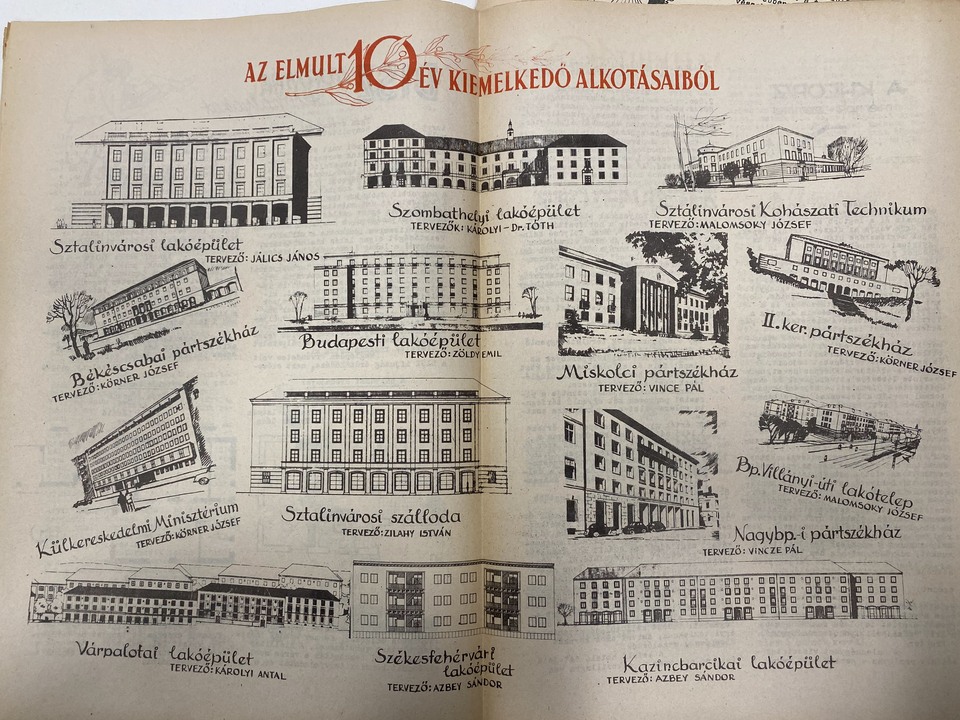 AZ ELMULT 10 ÉV KIEMELKEDŐ ALKOTÁSAIBÓL
Sztalinvárosi lakóépület
TERVEZŐ: JÁLICS JÁNOS
Szombathelyi lakóépület
TERVEZŐK: KÁROLYI - Dr. TÓTH
Sztálinvárosi Kohászati Technikum
TERVEZŐ: MALOMSOKY JÓZSEF
Békéscsabai pártszékház
TERVEZŐ: KÖRNER JÓZSEF
Budapesti lakóépület
TERVEZŐ: ZÖLDY EMIL
Miskolci pártszékház
TERVEZŐ: VINCE PÁL
II. ker. pártszékház
TERVEZŐ: KÖRNER JÓZSEF
Külkereskedelmi Minisztérium
TERVEZŐ: KÖRNER JÓZSEF
Sztalinvárosi szálloda
TERVEZŐ: ZILAHY ISTVÁN
Bp. Villányi-úti lakótelep
TERVEZŐ: MALOMSOKY JÓZSEF
Nagybp.-i pártszékház
TERVEZŐ: VINCZE PÁL
Várpalotai lakóépület
TERVEZŐ: KÁROLYI ANTAL
Székesfehérvári
lakóépület
TERVEZŐ: AZBEY SÁNDOR
Kazincbarcikai lakóépület
TERVEZŐ: AZBEY SÁNDOR